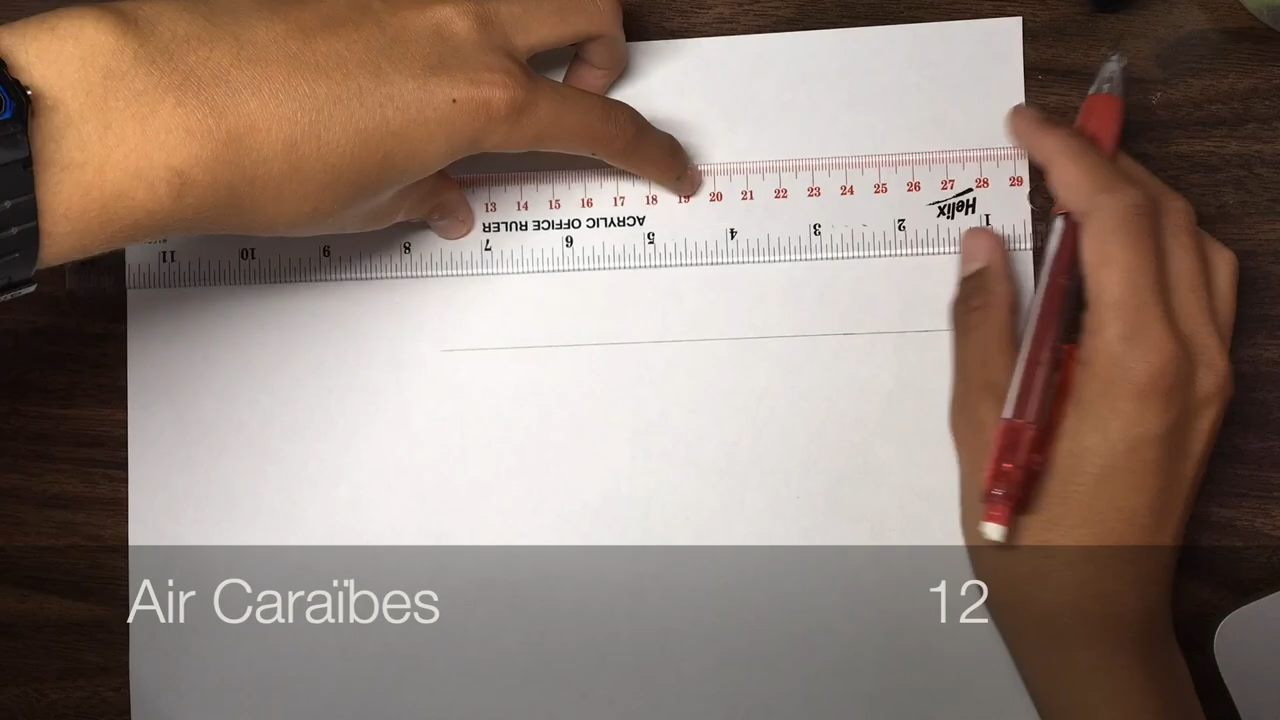 13 14 15 16 17 18 19 20 21 22 23 24 25 26 27 28 29
Helix
ACRYLIC OFFICE RULER
11 10 9 8 7 6 5 4 3 2 1
Air Caraïbes 12